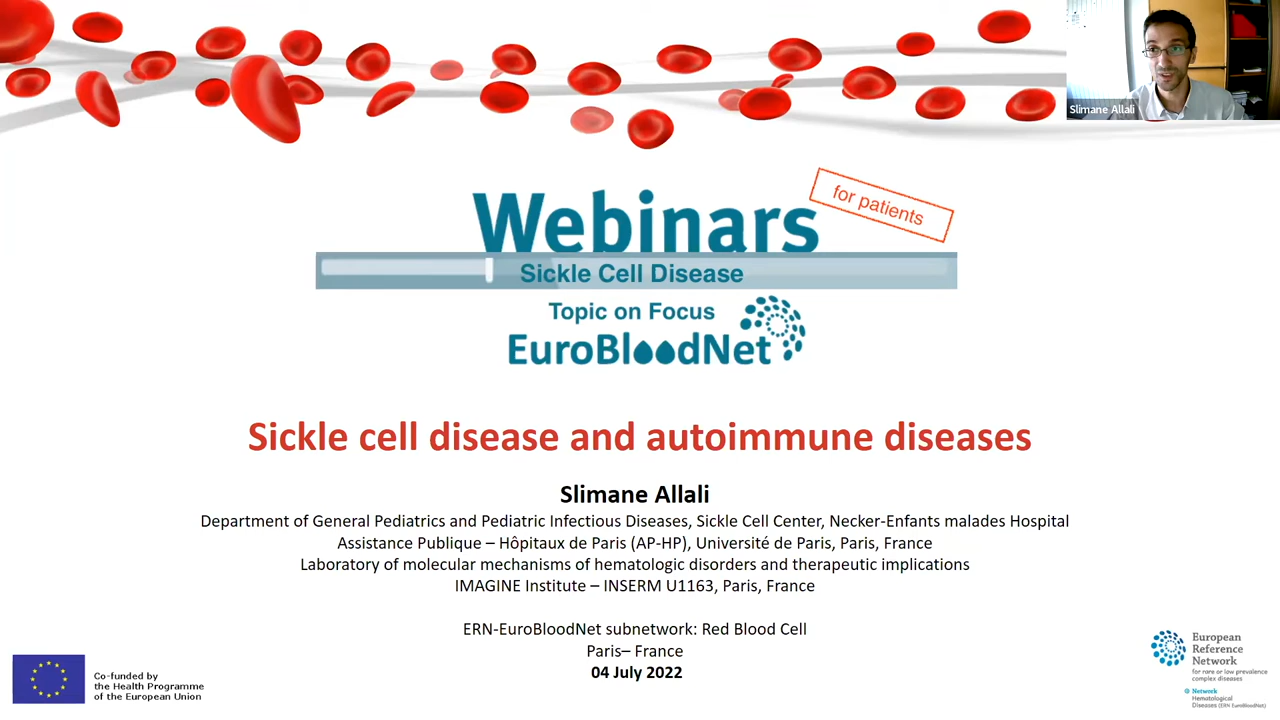 Slimane Allali
for patients
Webinars
Sickle Cell Disease
Topic on Focus
EuroBloodNet
Sickle cell disease and autoimmune diseases
Slimane Allali
Department of General Pediatrics and Pediatric Infectious Diseases, Sickle Cell Center, Necker-Enfants malades Hospital
Assistance Publique – Hôpitaux de Paris (AP-HP), Université de Paris, Paris, France
Laboratory of molecular mechanisms of hematologic disorders and therapeutic implications
IMAGINE Institute – INSERM U1163, Paris, France
ERN-EuroBloodNet subnetwork: Red Blood Cell
Paris– France
04 July 2022
Co-funded by
the Health Programme
of the European Union
European
Reference
Network
for rare or low prevalence
complex diseases
Network
Hematological
Diseases (ERN EuroBloodNet)